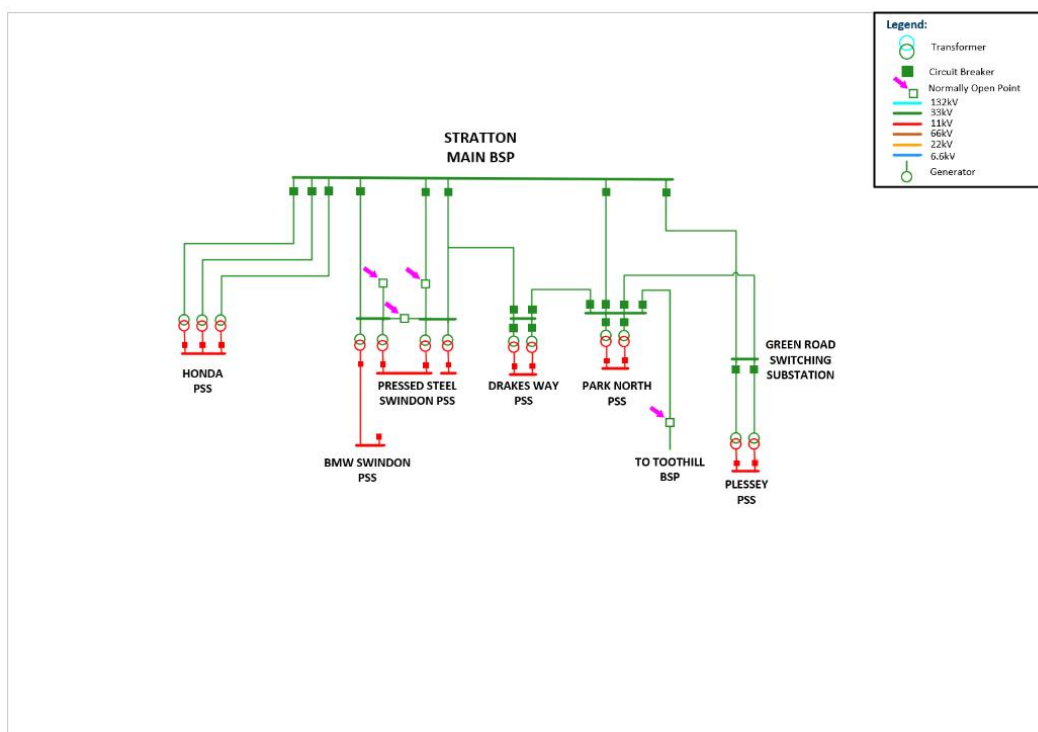 Legend:
Transformer
Circuit Breaker
Normally Open Point
132kV
33kV
11kV
66kV
22kV
6.6kV
Generator
STRATTON
MAIN BSP
HONDA
PSS
PRESSED STEEL
SWINDON PSS
DRAKES WAY
PSS
PARK NORTH
PSS
GREEN ROAD
SWITCHING
SUBSTATION
BMW SWINDON
PSS
TO TOOTHILL
BSP
PLESSEY
PSS